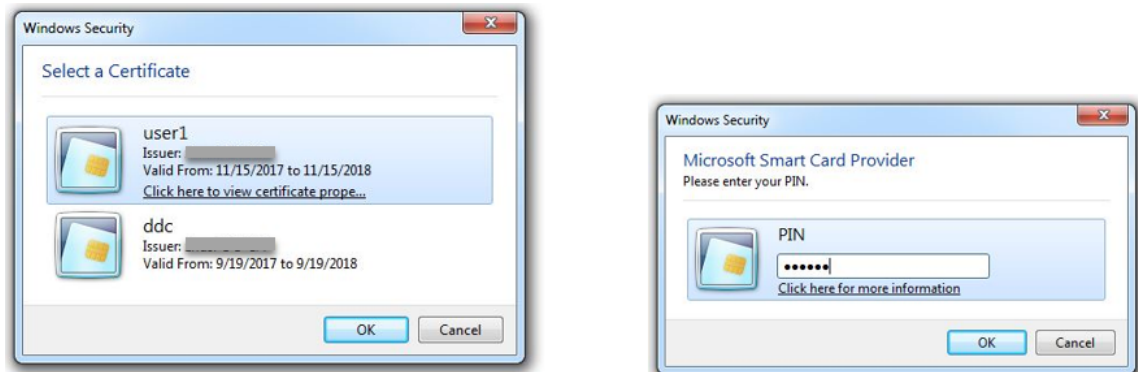 Windows Security
Select a Certificate
user1
Issuer:
Valid From: 11/15/2017 to 11/15/2018
Click here to view certificate prope...
ddc
Issuer:
Valid From: 9/19/2017 to 9/19/2018
OK Cancel
Windows Security
Microsoft Smart Card Provider
Please enter your PIN.
PIN
••••••
Click here for more information
OK Cancel